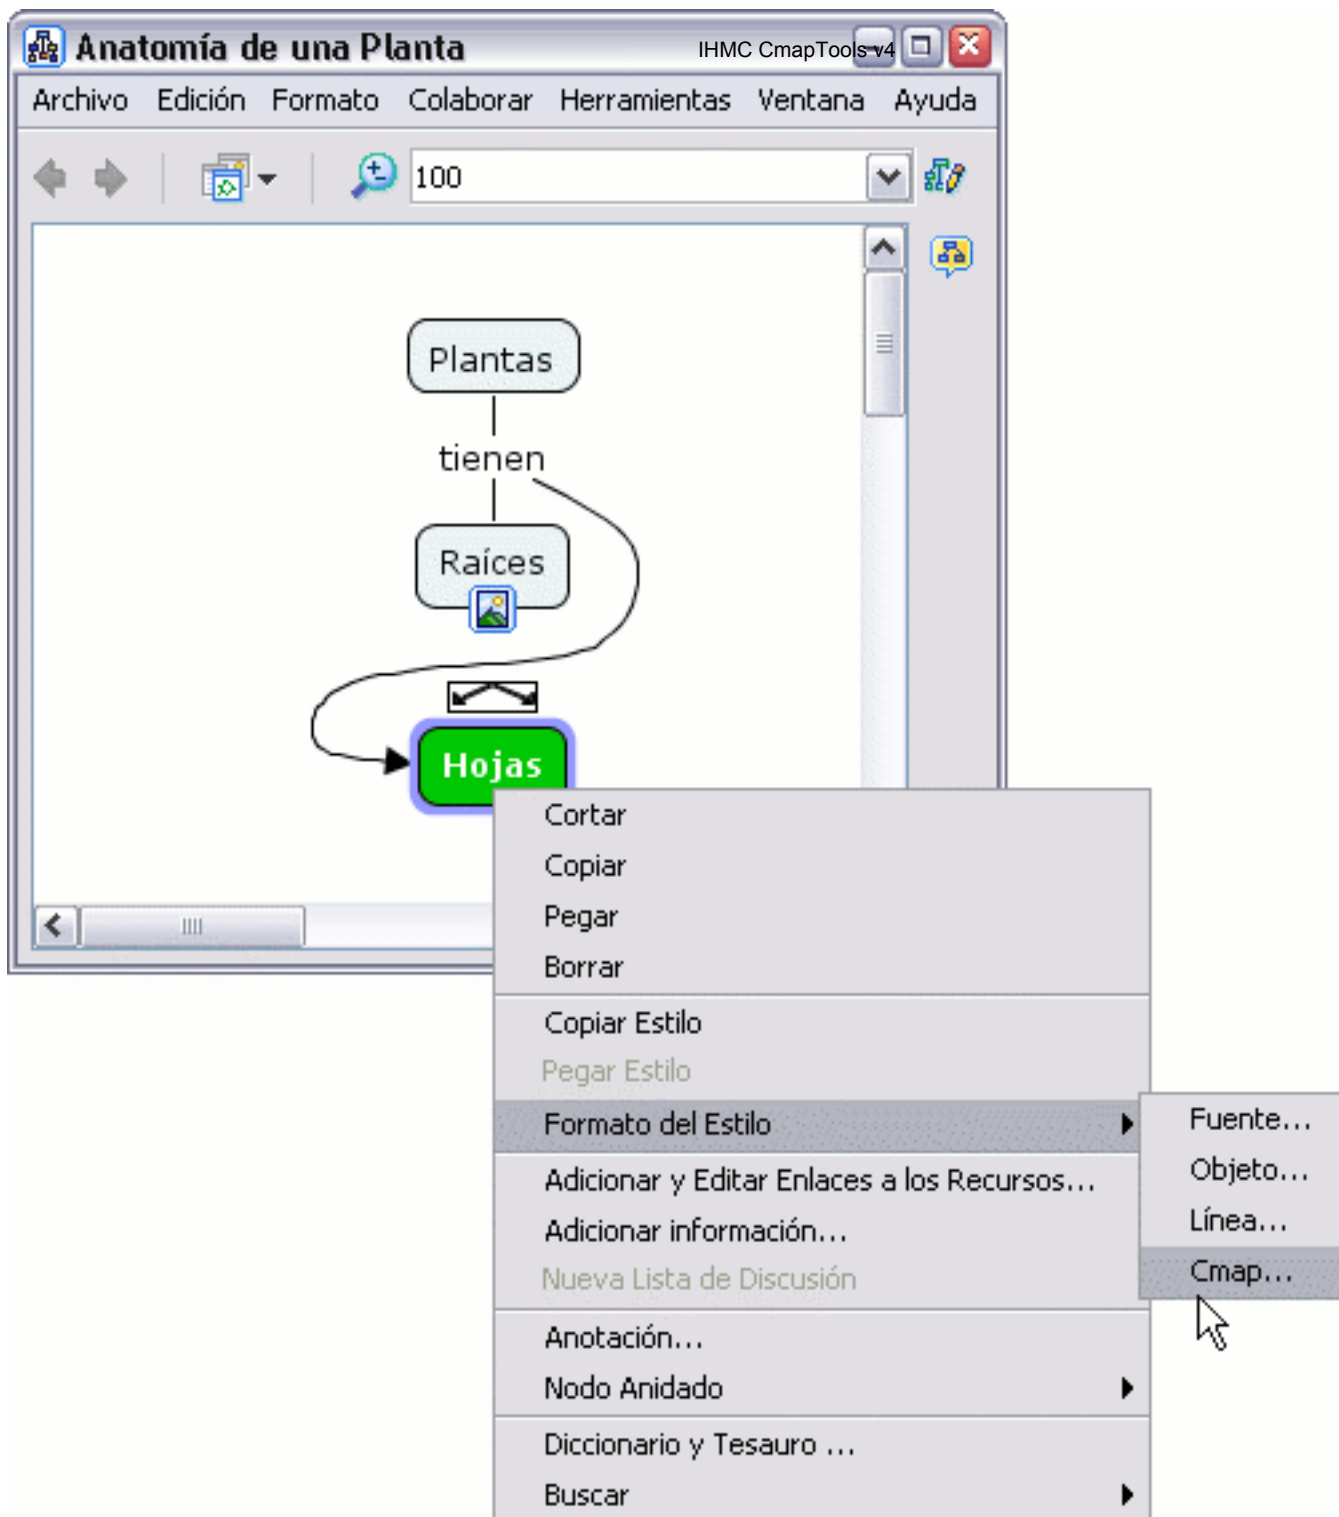 Anatomía de una Planta IHMC CmapTools v4
Archivo Edición Formato Colaborar Herramientas Ventana Ayuda
100
Plantas
tienen
Raíces
Hojas
Cortar
Copiar
Pegar
Borrar
Copiar Estilo
Pegar Estilo
Formato del Estilo
Fuente...
Objeto...
Línea...
Cmap...
Adicionar y Editar Enlaces a los Recursos...
Adicionar información...
Nueva Lista de Discusión
Anotación...
Nodo Anidado
Diccionario y Tesauro ...
Buscar